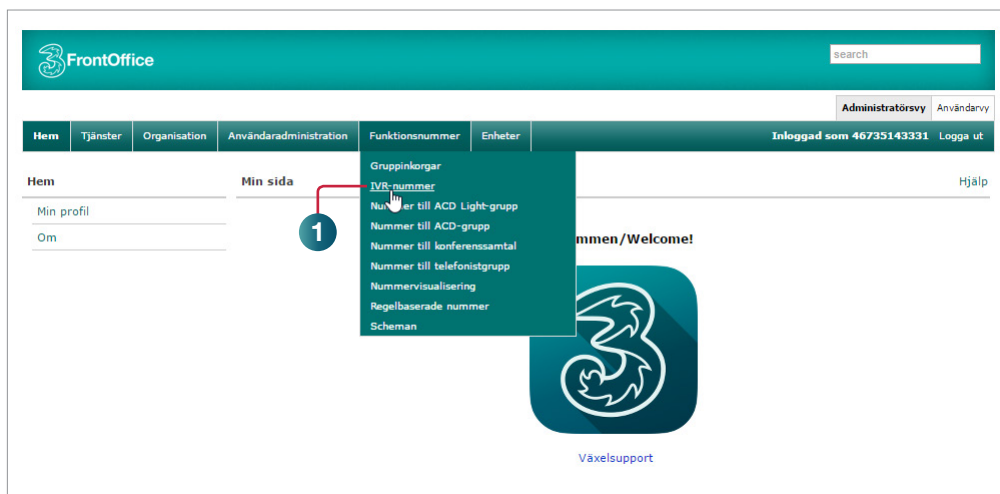 3FrontOffice
search
Administratörsvy Användarvy
Hem Tjänster Organisation Användaradministration Funktionsnummer Enheter Inloggad som 46735143331 Logga ut
Hem
Min profil
Om
Min sida
Hjälp
Gruppinkorgar
IVR-nummer
Nummer till ACD Light-grupp
Nummer till ACD-grupp
Nummer till konferenssamtal
Nummer till telefonistgrupp
Nummervisualisering
Regelbaserade nummer
Scheman
1
mmen/Welcome!
3
Växelsupport